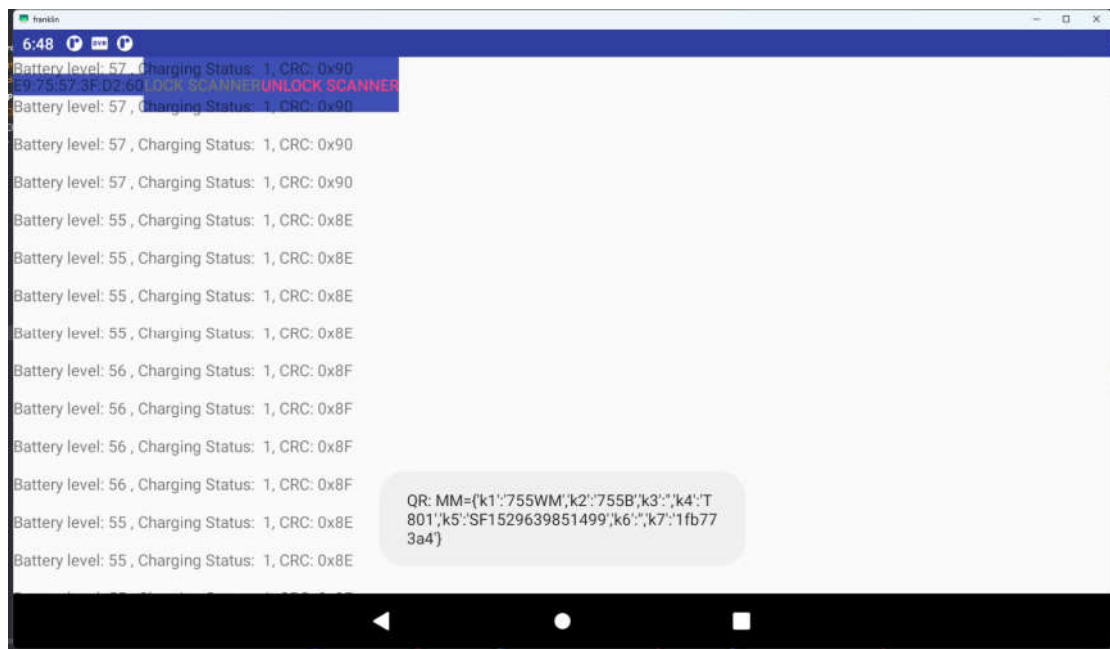 franklin
6:48
Battery level: 57 , Charging Status: 1, CRC: 0x90
E9:75:57:3F:D2:60 LOCK SCANNER UNLOCK SCANNER
Battery level: 57 , Charging Status: 1, CRC: 0x90
Battery level: 57 , Charging Status: 1, CRC: 0x90
Battery level: 57 , Charging Status: 1, CRC: 0x90
Battery level: 55 , Charging Status: 1, CRC: 0x8E
Battery level: 55 , Charging Status: 1, CRC: 0x8E
Battery level: 55 , Charging Status: 1, CRC: 0x8E
Battery level: 55 , Charging Status: 1, CRC: 0x8E
Battery level: 56 , Charging Status: 1, CRC: 0x8F
Battery level: 56 , Charging Status: 1, CRC: 0x8F
Battery level: 56 , Charging Status: 1, CRC: 0x8F
Battery level: 56 , Charging Status: 1, CRC: 0x8F
Battery level: 55 , Charging Status: 1, CRC: 0x8E
Battery level: 55 , Charging Status: 1, CRC: 0x8E
QR: MM={'k1':'755WM','k2':'755B','k3':'','k4':'T
801','k5':'SF1529639851499','k6':'','k7':'1fb77
3a4'}